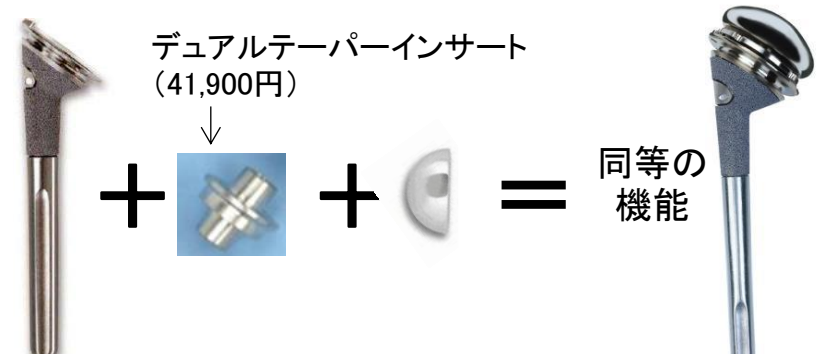 デュアルテーパーインサート
（41,900円）
＋
＋
＝
同等の
機能